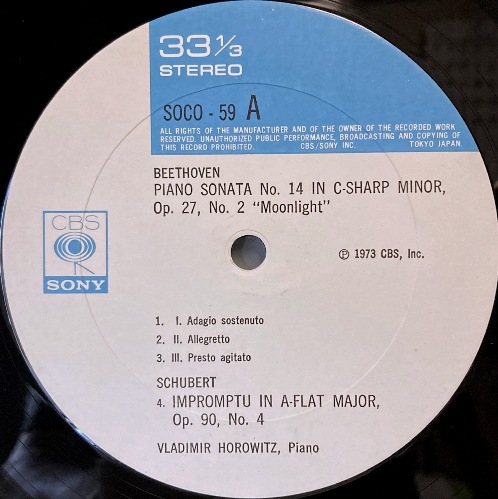 33 1/3
STEREO
SOCO - 59 A
ALL RIGHTS OF THE MANUFACTURER AND OF THE OWNER OF THE RECORDED WORK
RESERVED. UNAUTHORIZED PUBLIC PERFORMANCE, BROADCASTING AND COPYING OF
THIS RECORD PROHIBITED. CBS/SONY INC. TOKYO JAPAN.
BEETHOVEN
PIANO SONATA No. 14 IN C-SHARP MINOR,
Op. 27, No. 2 “Moonlight”
CBS
SONY
℗ 1973 CBS, Inc.
1. I. Adagio sostenuto
2. II. Allegretto
3. III. Presto agitato
SCHUBERT
4. IMPROMPTU IN A-FLAT MAJOR,
Op. 90, No. 4
VLADIMIR HOROWITZ, Piano